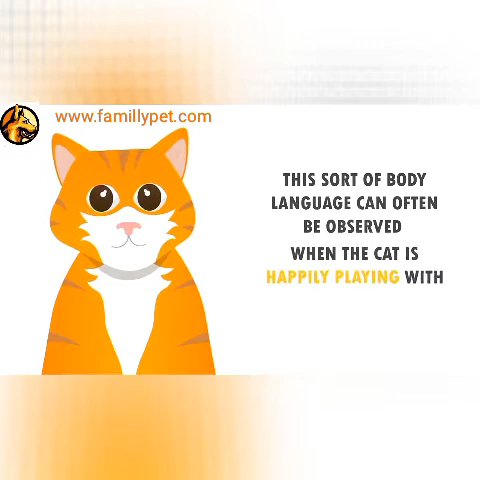 www.famillypet.com
THIS SORT OF BODY
LANGUAGE CAN OFTEN
BE OBSERVED
WHEN THE CAT IS
HAPPILY PLAYING WITH